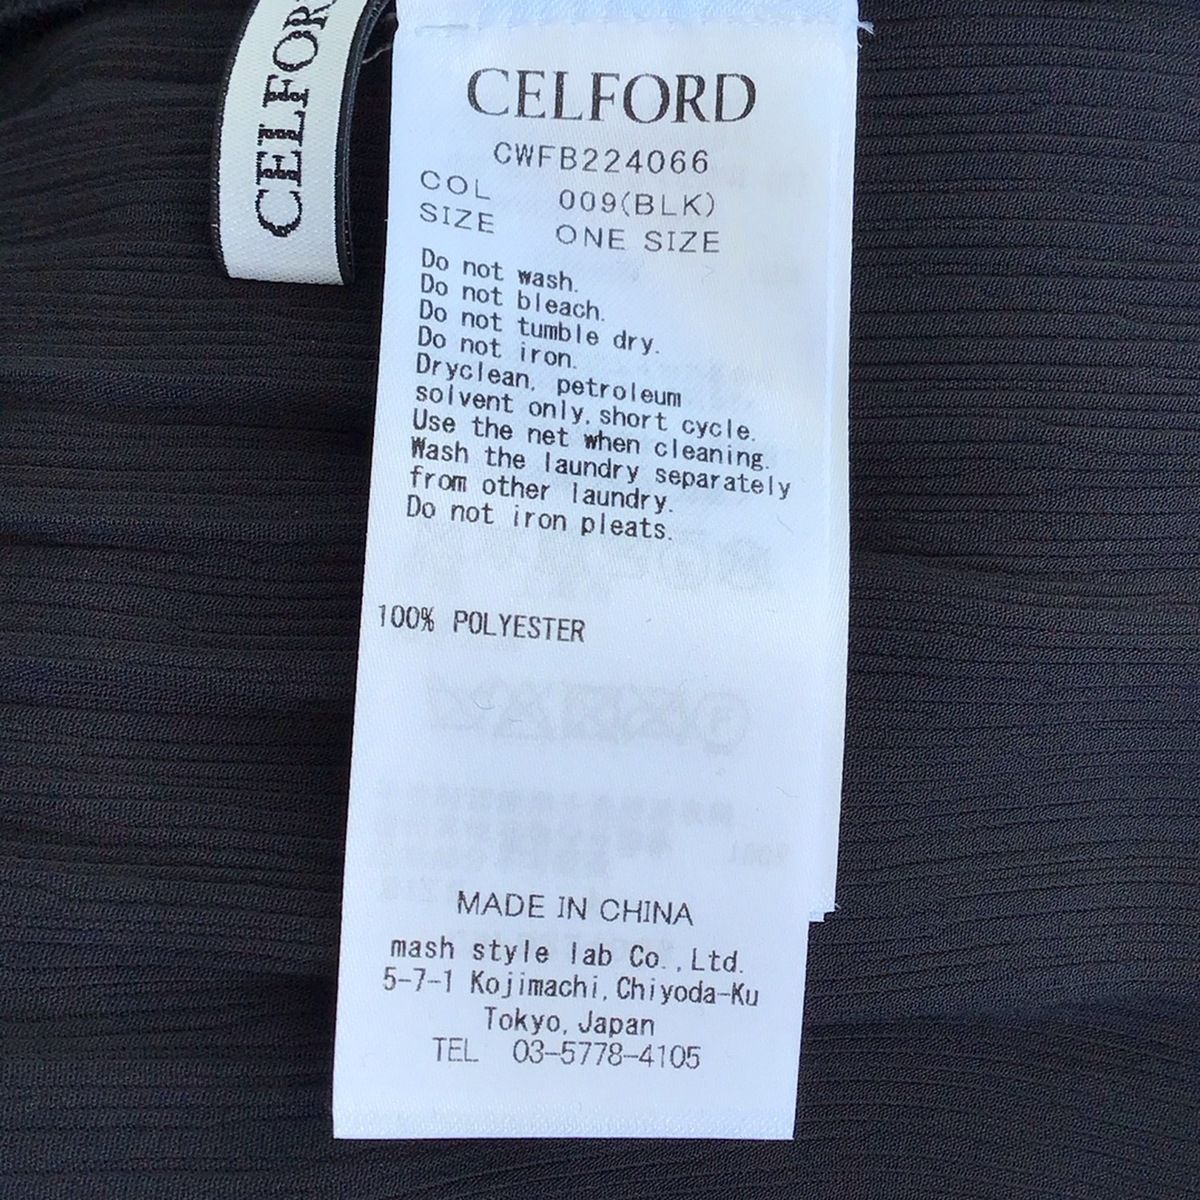 CELFOR
CELFORD
CWFB224066
COL 009(BLK)
SIZE ONE SIZE
Do not wash.
Do not bleach.
Do not tumble dry.
Do not iron.
Dryclean, petroleum
solvent only, short cycle.
Use the net when cleaning.
Wash the laundry separately
from other laundry.
Do not iron pleats.
100% POLYESTER
MADE IN CHINA
mash style lab Co.,Ltd.
5-7-1 Kojimachi, Chiyoda-Ku
Tokyo, Japan
TEL 03-5778-4105